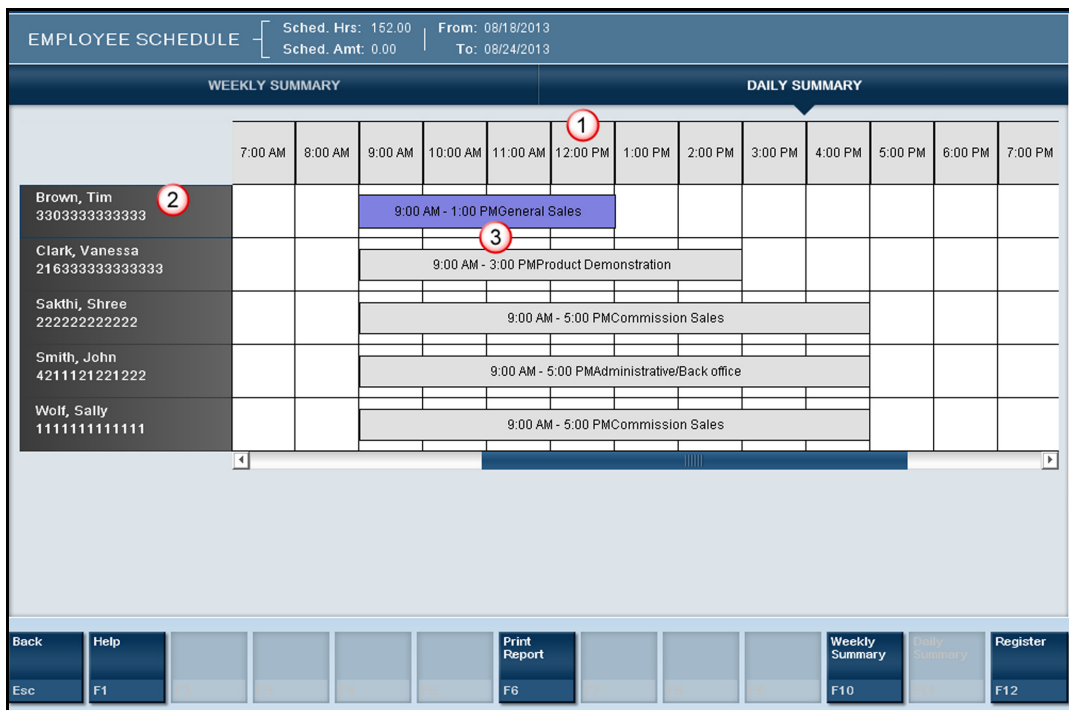 EMPLOYEE SCHEDULE
Sched. Hrs: 152.00 From: 08/18/2013
Sched. Amt: 0.00 To: 08/24/2013
WEEKLY SUMMARY DAILY SUMMARY
1
7:00 AM 8:00 AM 9:00 AM 10:00 AM 11:00 AM 12:00 PM 1:00 PM 2:00 PM 3:00 PM 4:00 PM 5:00 PM 6:00 PM 7:00 PM
Brown, Tim
3303333333333
2
9:00 AM - 1:00 PMGeneral Sales
3
Clark, Vanessa
216333333333333
9:00 AM - 3:00 PMProduct Demonstration
Sakthi, Shree
222222222222
9:00 AM - 5:00 PMCommission Sales
Smith, John
4211121221222
9:00 AM - 5:00 PMAdministrative/Back office
Wolf, Sally
1111111111111
9:00 AM - 5:00 PMCommission Sales
Back
Esc
Help
F1
Print
Report
F6
Weekly
Summary
F10
Daily
Summary
Register
F12